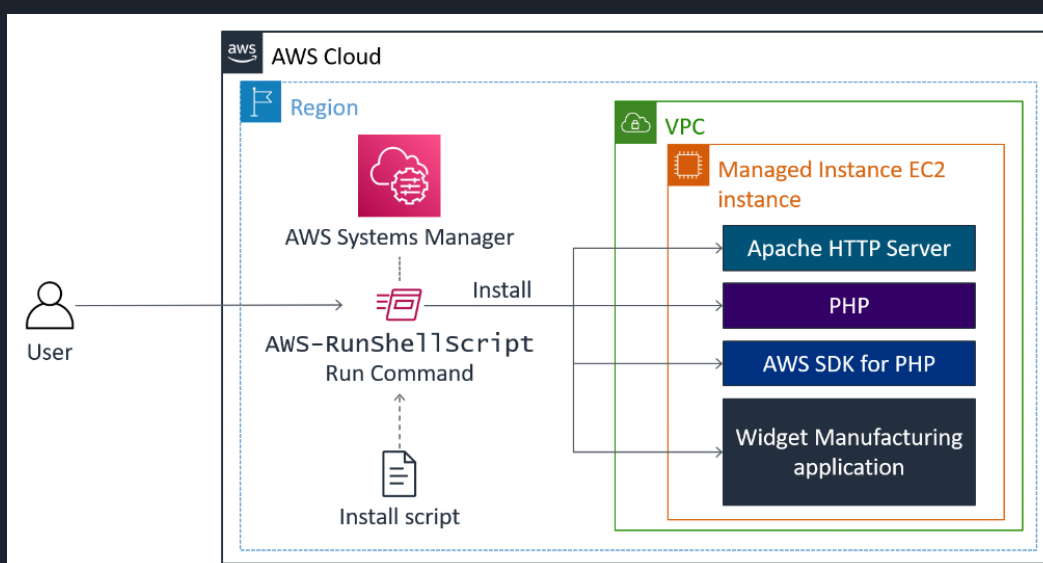 aws
AWS Cloud
Region
VPC
Managed Instance EC2
instance
AWS Systems Manager
Apache HTTP Server
Install
PHP
User
AWS-RunShellScript
Run Command
AWS SDK for PHP
Widget Manufacturing
application
Install script